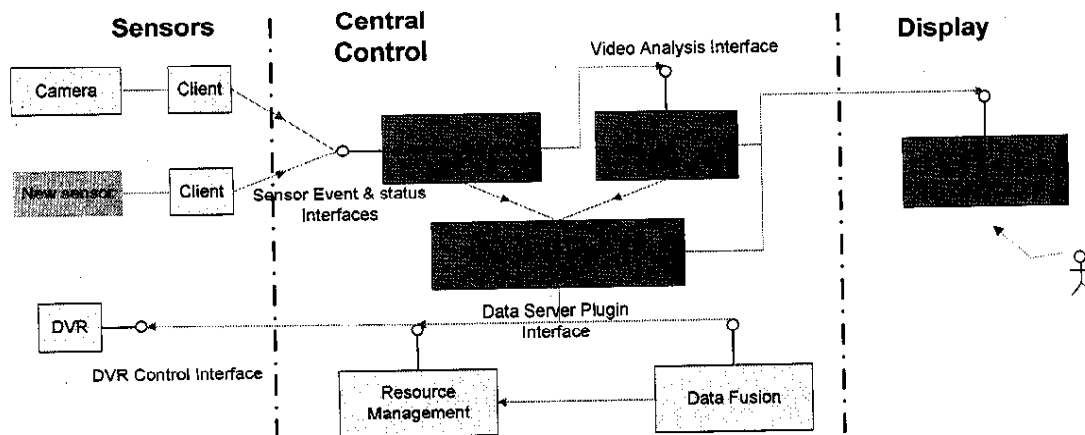 Sensors
Central
Control
Display
Video Analysis Interface
Camera
Client
New sensor
Client
Sensor Event & status
Interfaces
Data Server Plugin
Interface
DVR
DVR Control Interface
Resource
Management
Data Fusion